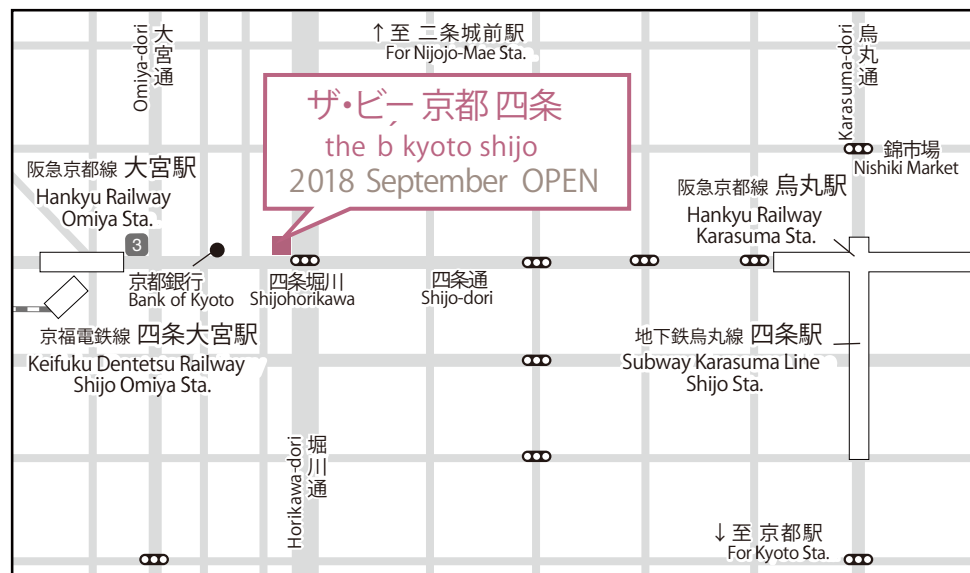 大宮通
Omiya-dori
↑至 二条城前駅
For Nijojo-Mae Sta.
烏丸通
Karasuma-dori
ザ・ビー 京都 四条
the b kyoto shijo
2018 September OPEN
錦市場
Nishiki Market
阪急京都線 大宮駅
Hankyu Railway
Omiya Sta.
阪急京都線 烏丸駅
Hankyu Railway
Karasuma Sta.
3
京都銀行
Bank of Kyoto
四条堀川
Shijohorikawa
四条通
Shijo-dori
京福電鉄線 四条大宮駅
Keifuku Dentetsu Railway
Shijo Omiya Sta.
地下鉄烏丸線 四条駅
Subway Karasuma Line
Shijo Sta.
堀川通
Horikawa-dori
↓至 京都駅
For Kyoto Sta.